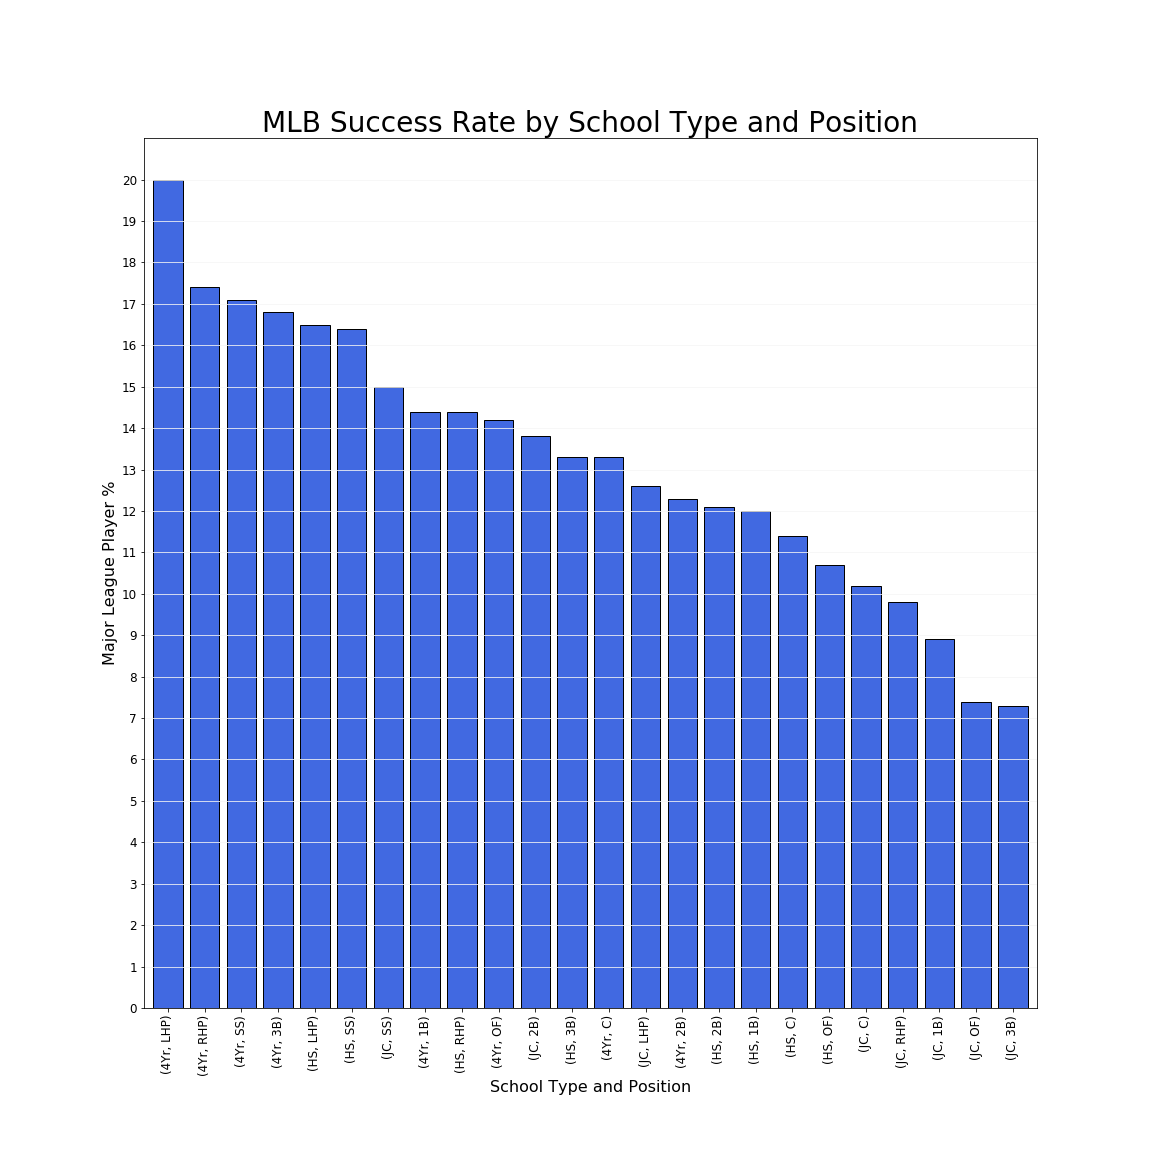 MLB Success Rate by School Type and Position
20
19
18
17
16
15
14
13
12
11
10
9
8
7
6
5
4
3
2
1
0
Major League Player %
(4Yr, LHP)
(4Yr, RHP)
(4Yr, SS)
(4Yr, 3B)
(HS, LHP)
(HS, SS)
(JC, SS)
(4Yr, 1B)
(HS, RHP)
(4Yr, OF)
(JC, 2B)
(HS, 3B)
(4Yr, C)
(JC, LHP)
(4Yr, 2B)
(HS, 2B)
(HS, 1B)
(HS, C)
(HS, OF)
(JC, C)
(JC, RHP)
(JC, 1B)
(JC, OF)
(JC, 3B)
School Type and Position